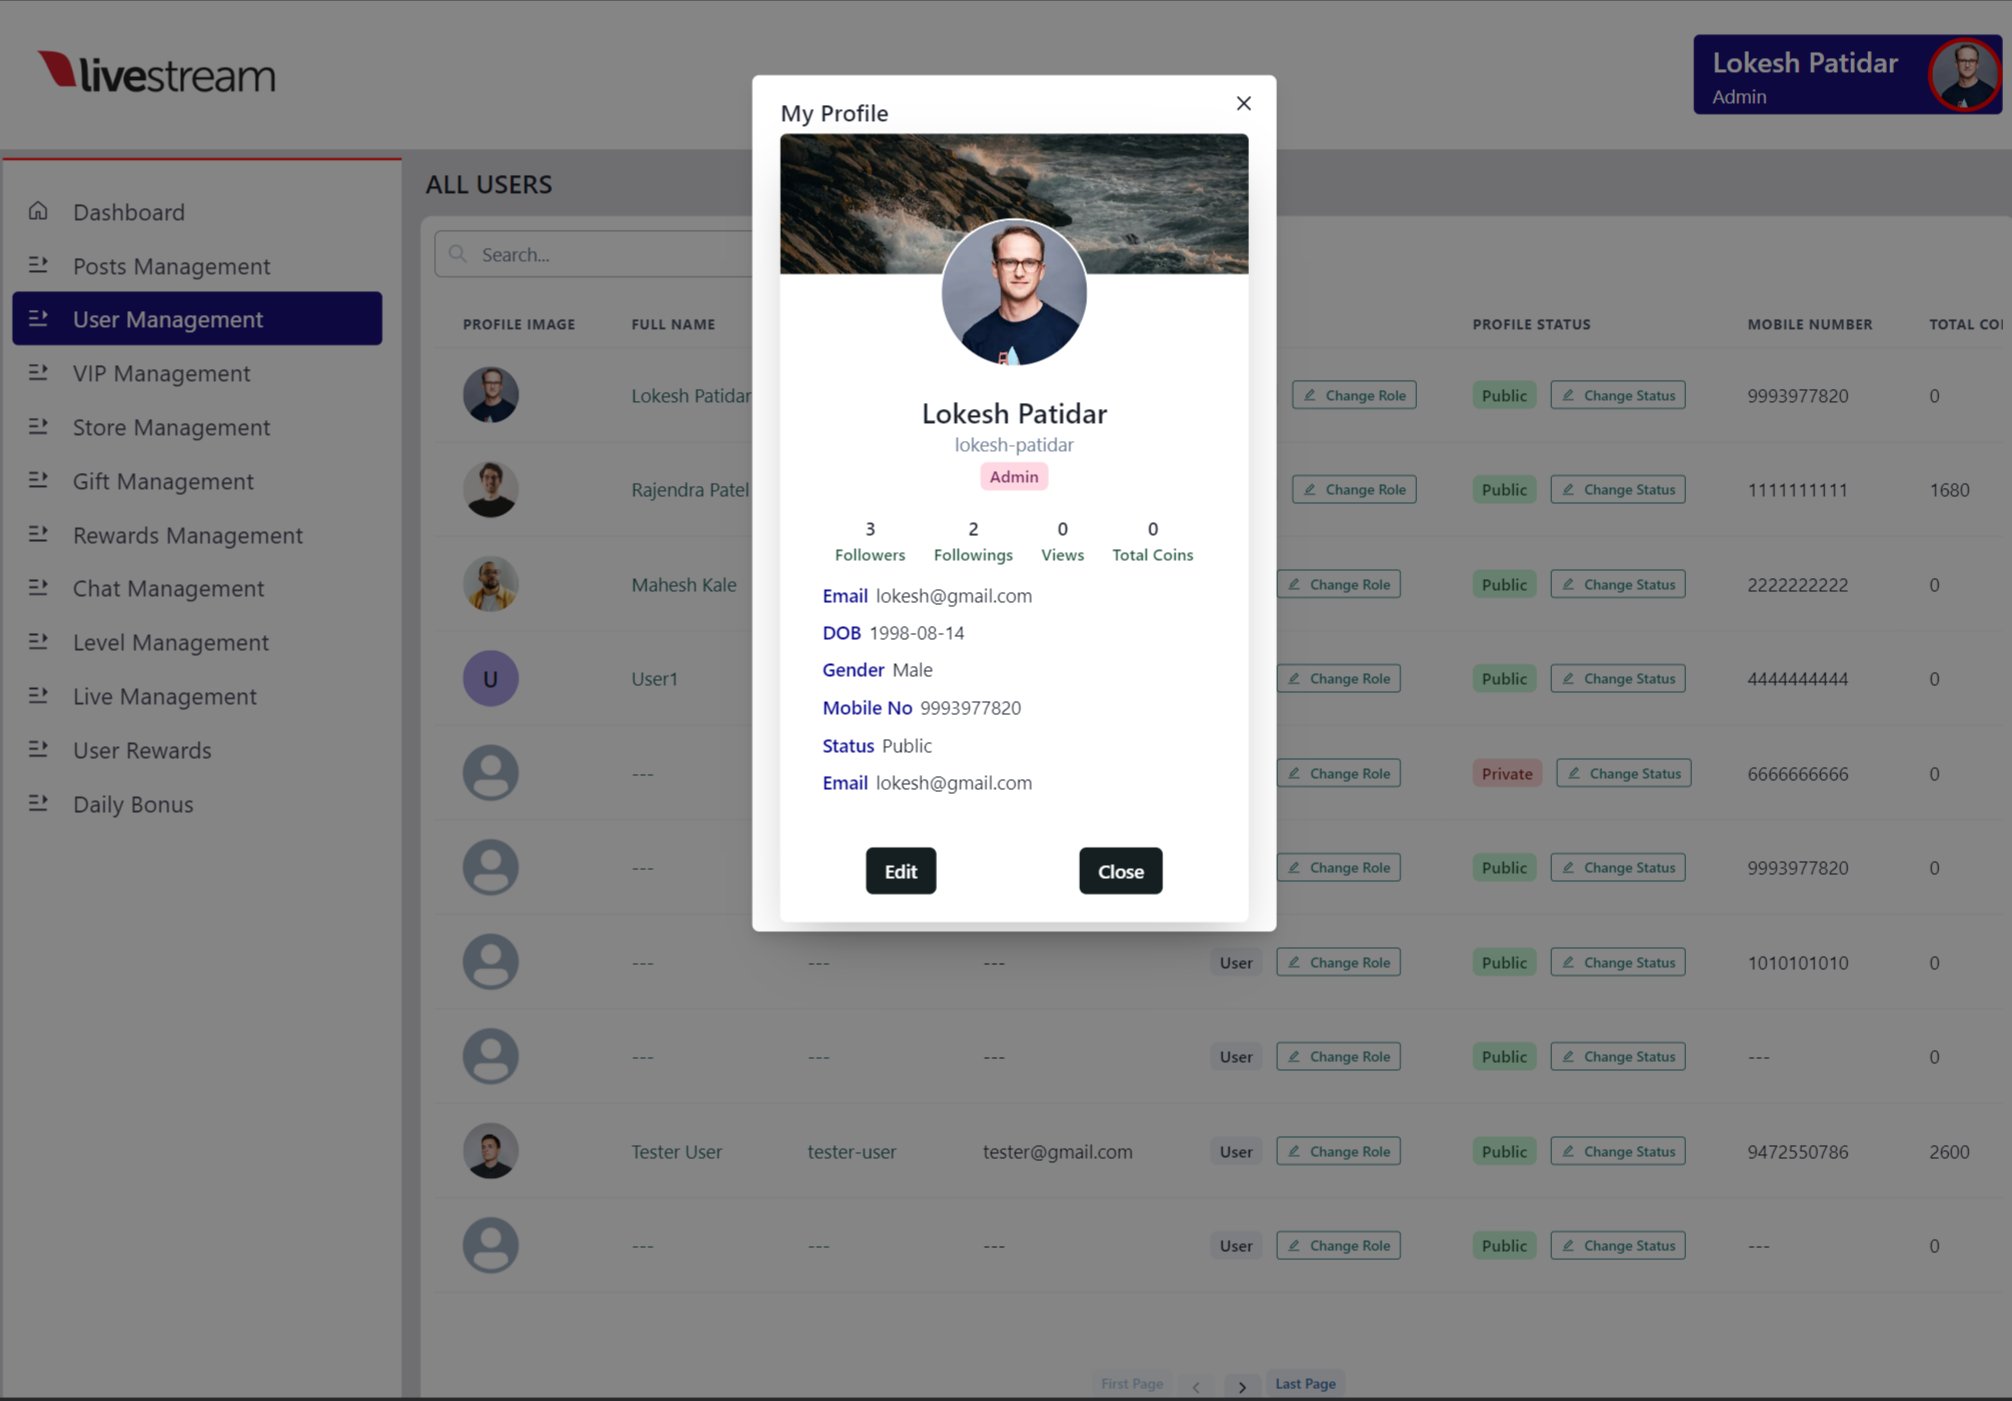 livestream
Lokesh Patidar
Admin
Dashboard
Posts Management
User Management
VIP Management
Store Management
Gift Management
Rewards Management
Chat Management
Level Management
Live Management
User Rewards
Daily Bonus
ALL USERS
Search...
PROFILE IMAGE FULL NAME PROFILE STATUS MOBILE NUMBER TOTAL COI
Lokesh Patidar Change Role Public Change Status 9993977820 0
Rajendra Patel Change Role Public Change Status 1111111111 1680
Mahesh Kale Change Role Public Change Status 2222222222 0
U User1 Change Role Public Change Status 4444444444 0
--- Change Role Private Change Status 6666666666 0
--- Change Role Public Change Status 9993977820 0
--- --- --- User Change Role Public Change Status 1010101010 0
--- --- --- User Change Role Public Change Status --- 0
Tester User tester-user tester@gmail.com User Change Role Public Change Status 9472550786 2600
--- --- --- User Change Role Public Change Status --- 0
First Page < > Last Page
My Profile
Lokesh Patidar
lokesh-patidar
Admin
3 2 0 0
Followers Followings Views Total Coins
Email lokesh@gmail.com
DOB 1998-08-14
Gender Male
Mobile No 9993977820
Status Public
Email lokesh@gmail.com
Edit Close